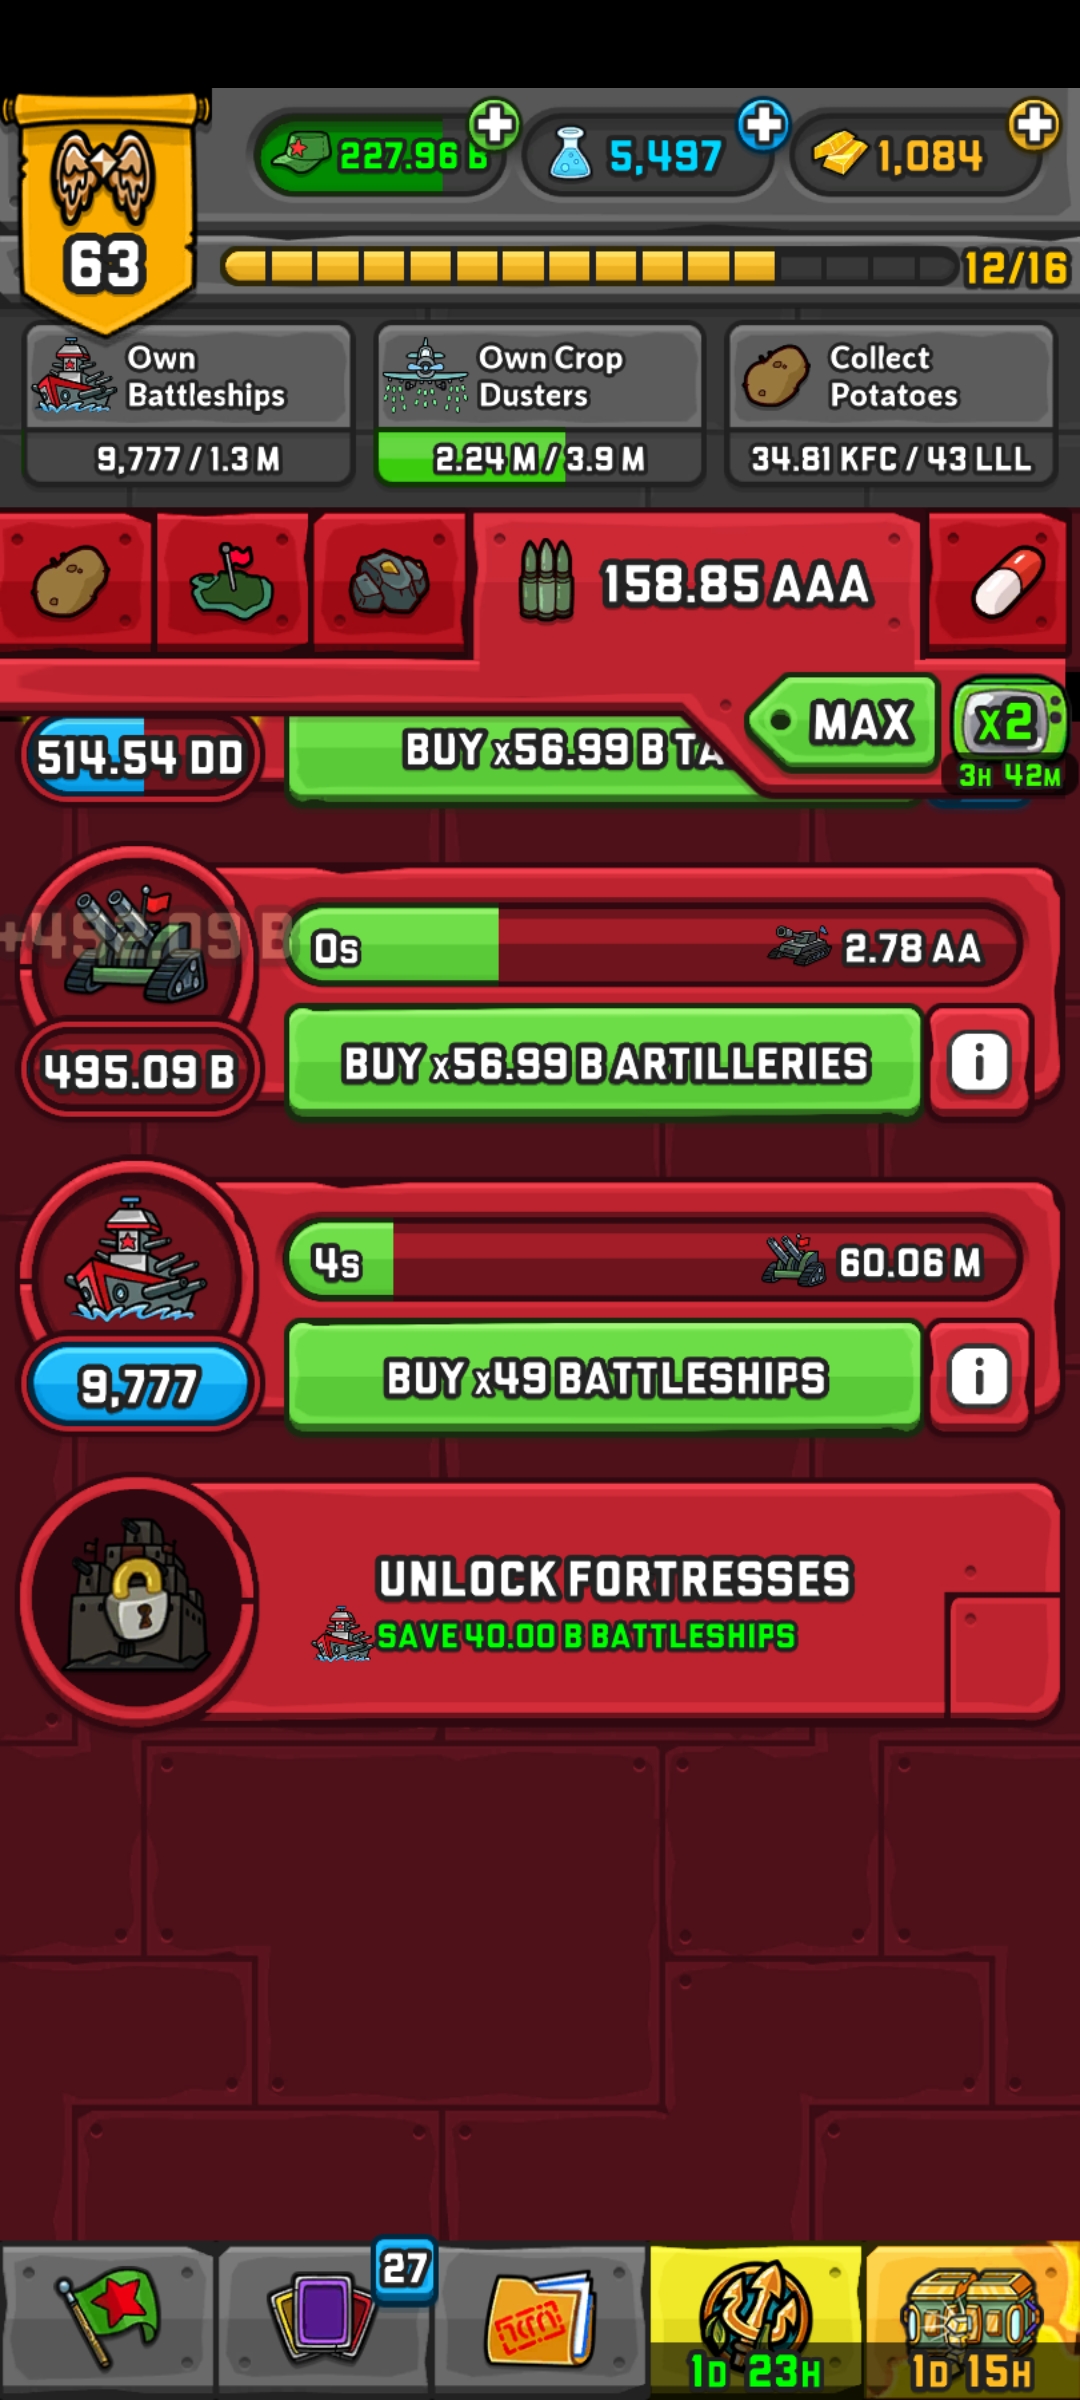 227.96 B
5,497
1,084
63
12/16
Own
Battleships
9,777 / 1.3 M
Own Crop
Dusters
2.24 M / 3.9 M
Collect
Potatoes
34.81 KFC / 43 LLL
158.85 AAA
MAX
x2
3H 42M
514.54 DD
BUY x56.99 B TA
+492.09 B
0s
2.78 AA
495.09 B
BUY x56.99 B ARTILLERIES
i
4s
60.06 M
9,777
BUY x49 BATTLESHIPS
i
UNLOCK FORTRESSES
SAVE 40.00 B BATTLESHIPS
27
1D 23H
1D 15H